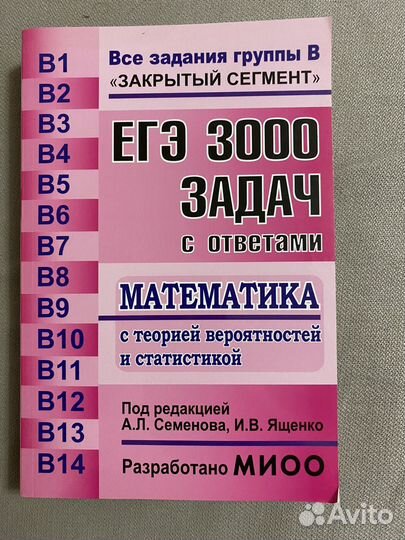 B1
B2
B3
B4
B5
B6
B7
B8
B9
B10
B11
B12
B13
B14
Все задания группы В
«ЗАКРЫТЫЙ СЕГМЕНТ»
ЕГЭ 3000
ЗАДАЧ
с ответами
МАТЕМАТИКА
с теорией вероятностей
и статистикой
Под редакцией
А.Л. Семенова, И.В. Ященко
Разработано МИОО
Avito